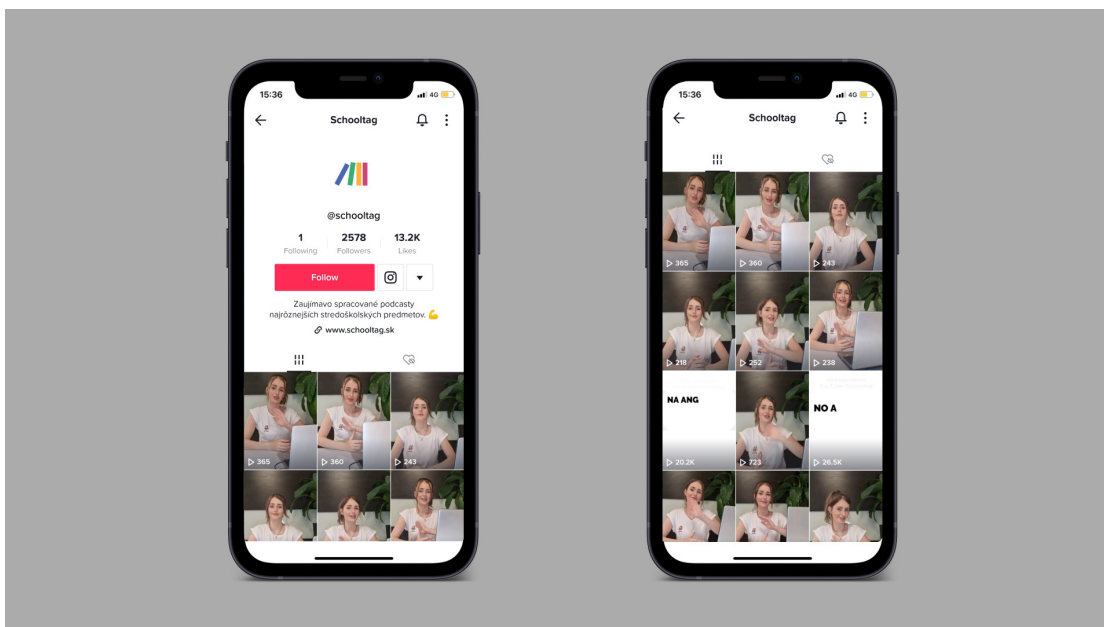 15:36
4G
Schooltag
@schooltag
1 2578 13.2K
Following Followers Likes
Follow
Zaujímavo spracované podcasty
najrôznejších stredoškolských predmetov. 💪
www.schooltag.sk
365 360 243
15:36
4G
Schooltag
365 360 243
218 252 238
NA ANG
NO A
20.2K 723 26.5K